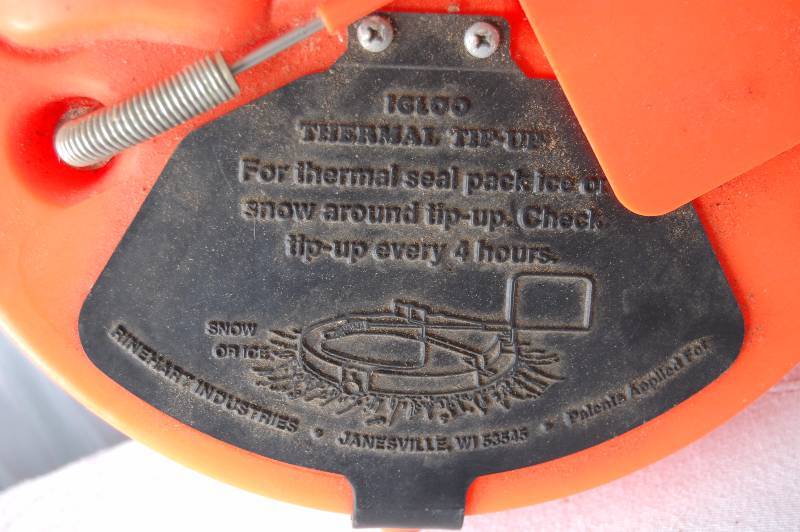 IGLOO
THERMAL TIP-UP
For thermal seal pack ice or
snow around tip-up. Check
tip-up every 4 hours.
SNOW
OR ICE
RINEHART INDUSTRIES • JANESVILLE, WI 53545 • Patents Applied For